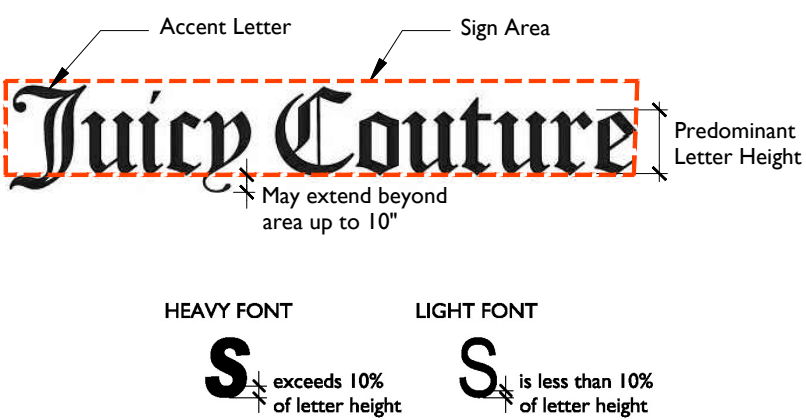 Accent Letter
Sign Area
Juicy Couture
Predominant
Letter Height
May extend beyond
area up to 10"
HEAVY FONT
LIGHT FONT
S
exceeds 10%
of letter height
S
is less than 10%
of letter height